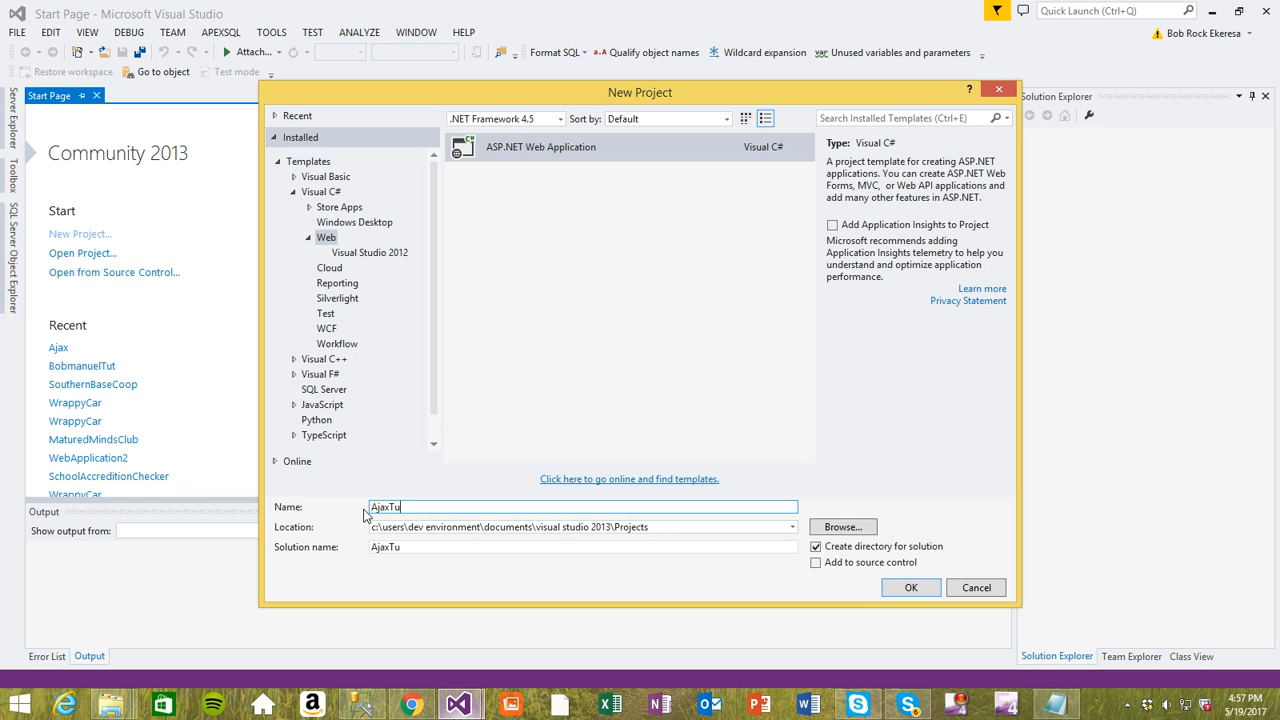 Start Page - Microsoft Visual Studio
Quick Launch (Ctrl+Q)
FILE EDIT VIEW DEBUG TEAM APEXSQL TOOLS TEST ANALYZE WINDOW HELP
Bob Rock Ekeresa
Attach...
Format SQL
Qualify object names
Wildcard expansion
Unused variables and parameters
Restore workspace
Go to object
Test mode
Server Explorer
Toolbox
SQL Server Object Explorer
Start Page
Community 2013
Start
New Project...
Open Project...
Open from Source Control...
Recent
Ajax
BobmanuelTut
SouthernBaseCoop
WrappyCar
WrappyCar
MaturedMindsClub
WebApplication2
SchoolAccreditionChecker
WrappyCar
Output
Show output from:
Error List
Output
New Project
?
Recent
Installed
Templates
Visual Basic
Visual C#
Store Apps
Windows Desktop
Web
Visual Studio 2012
Cloud
Reporting
Silverlight
Test
WCF
Workflow
Visual C++
Visual F#
SQL Server
JavaScript
Python
TypeScript
Online
.NET Framework 4.5
Sort by: Default
Search Installed Templates (Ctrl+E)
ASP.NET Web Application
Visual C#
Type: Visual C#
A project template for creating ASP.NET
applications. You can create ASP.NET Web
Forms, MVC, or Web API applications and
add many other features in ASP.NET.
Add Application Insights to Project
Microsoft recommends adding
Application Insights telemetry to help you
understand and optimize application
performance.
Learn more
Privacy Statement
Click here to go online and find templates.
Name: AjaxTu
Location: c:\users\dev environment\documents\visual studio 2013\Projects
Browse...
Solution name: AjaxTu
Create directory for solution
Add to source control
OK
Cancel
Solution Explorer
Solution Explorer
Team Explorer
Class View
4:57 PM
5/19/2017